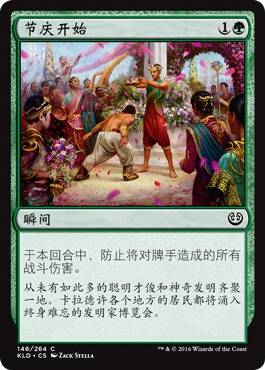 节庆开始 1
瞬间
于本回合中，防止将对牌手造成的所有
战斗伤害。
从未有如此多的聪明才俊和神奇发明齐聚
一地。卡拉德许各个地方的居民都将涌入
终身难忘的发明家博览会。
148/264 C
KLD • CS ZACK STELLA
™ & © 2016 Wizards of the Coast